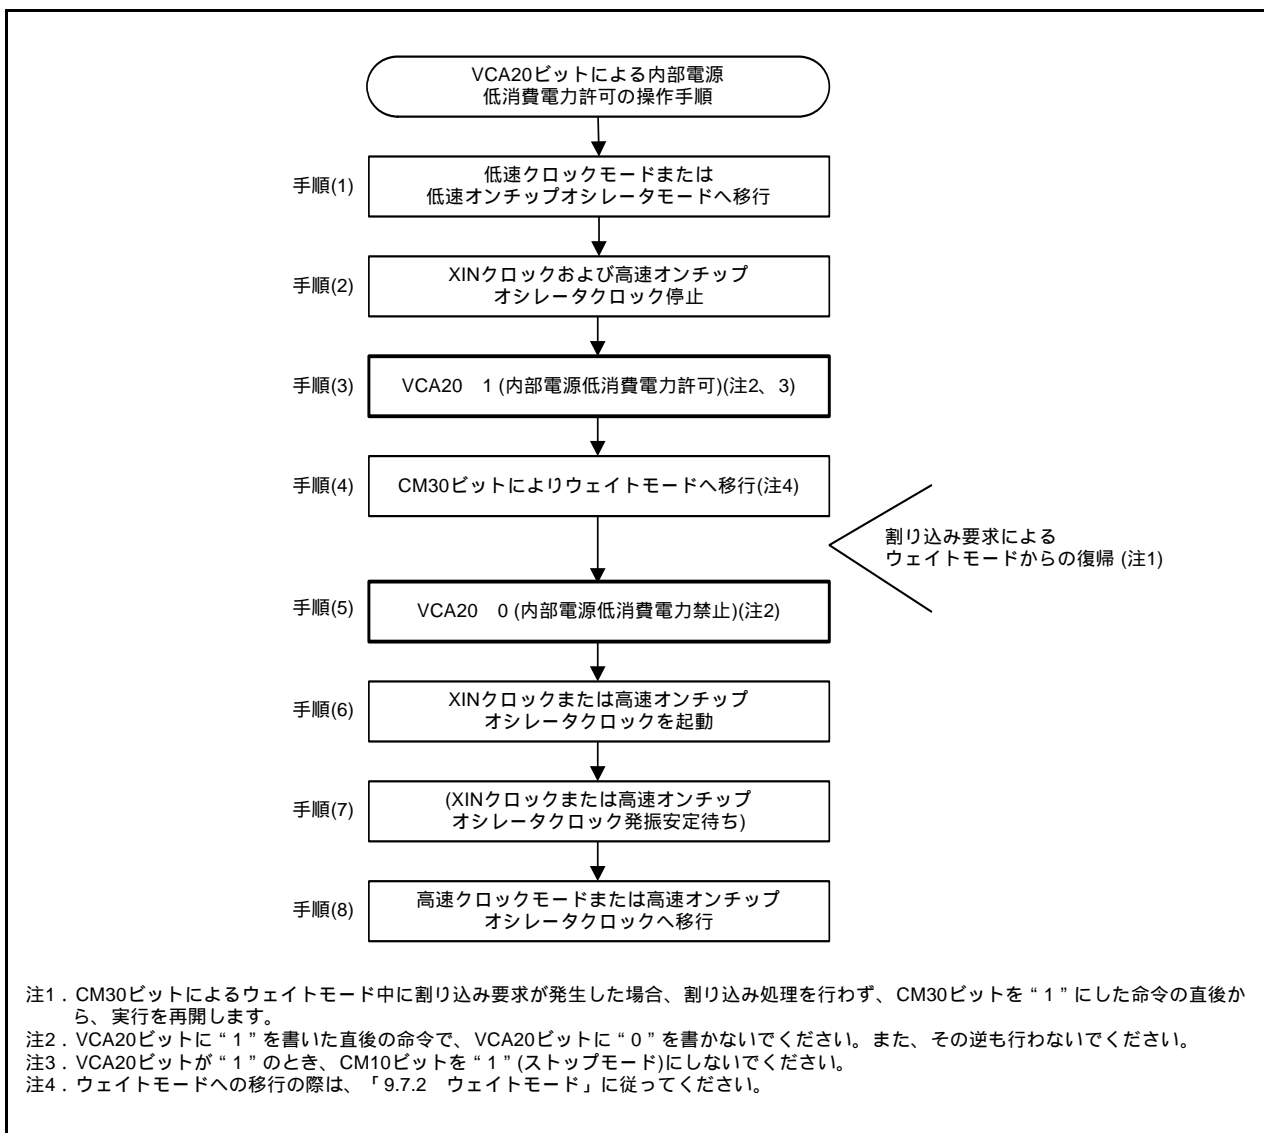 VCA20ビットによる内部電源
低消費電力許可の操作手順
手順(1)
低速クロックモードまたは
低速オンチップオシレータモードへ移行
手順(2)
XINクロックおよび高速オンチップ
オシレータクロック停止
手順(3)
VCA20　1 (内部電源低消費電力許可)(注2、3)
手順(4)
CM30ビットによりウェイトモードへ移行(注4)
割り込み要求による
ウェイトモードからの復帰 (注1)
手順(5)
VCA20　0 (内部電源低消費電力禁止)(注2)
手順(6)
XINクロックまたは高速オンチップ
オシレータクロックを起動
手順(7)
(XINクロックまたは高速オンチップ
オシレータクロック発振安定待ち)
手順(8)
高速クロックモードまたは高速オンチップ
オシレータクロックへ移行
注1．CM30ビットによるウェイトモード中に割り込み要求が発生した場合、割り込み処理を行わず、CM30ビットを“1”にした命令の直後か
ら、実行を再開します。
注2．VCA20ビットに“1”を書いた直後の命令で、VCA20ビットに“0”を書かないでください。また、その逆も行わないでください。
注3．VCA20ビットが“1”のとき、CM10ビットを“1”(ストップモード)にしないでください。
注4．ウェイトモードへの移行の際は、「9.7.2　ウェイトモード」に従ってください。